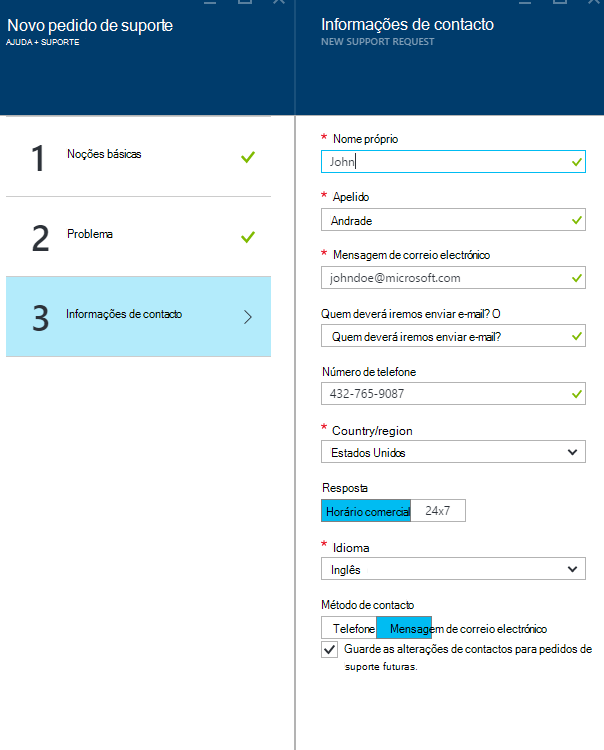 Novo pedido de suporte
AJUDA + SUPORTE
1
Noções básicas
2
Problema
3
Informações de contacto
Informações de contacto
NEW SUPPORT REQUEST
* Nome próprio
John
* Apelido
Andrade
* Mensagem de correio electrónico
johndoe@microsoft.com
Quem deverá iremos enviar e-mail? O
Quem deverá iremos enviar e-mail?
Número de telefone
432-765-9087
* Country/region
Estados Unidos
Resposta
Horário comercial 24x7
* Idioma
Inglês
Método de contacto
Telefone Mensagem de correio electrónico
Guarde as alterações de contactos para pedidos de
suporte futuras.